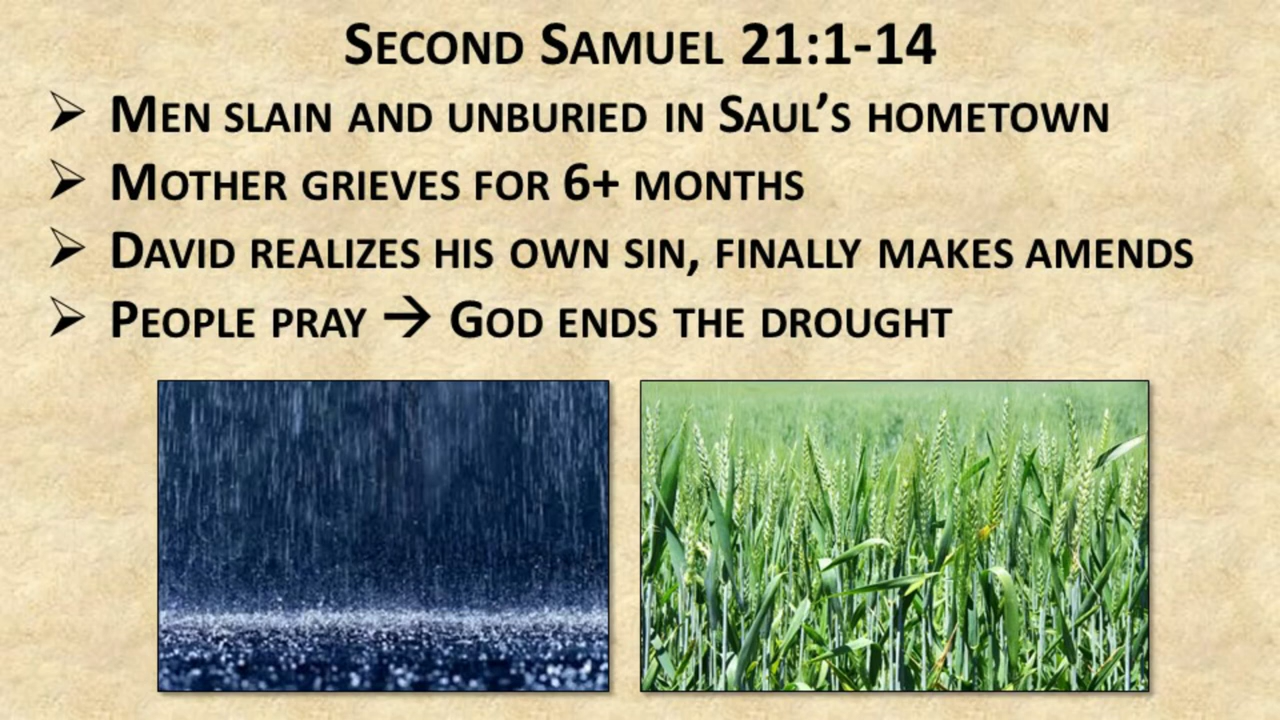 Second Samuel 21:1-14
➢ Men slain and unburied in Saul’s hometown
➢ Mother grieves for 6+ months
➢ David realizes his own sin, finally makes amends
➢ People pray → God ends the drought